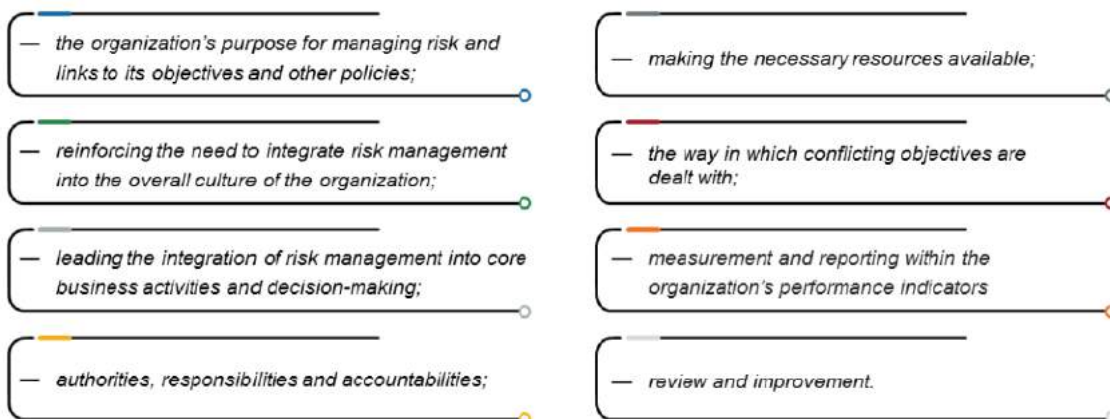 — the organization's purpose for managing risk and
links to its objectives and other policies;
— reinforcing the need to integrate risk management
into the overall culture of the organization;
— leading the integration of risk management into core
business activities and decision-making;
— authorities, responsibilities and accountabilities;
— making the necessary resources available;
— the way in which conflicting objectives are
dealt with;
— measurement and reporting within the
organization's performance indicators
— review and improvement.